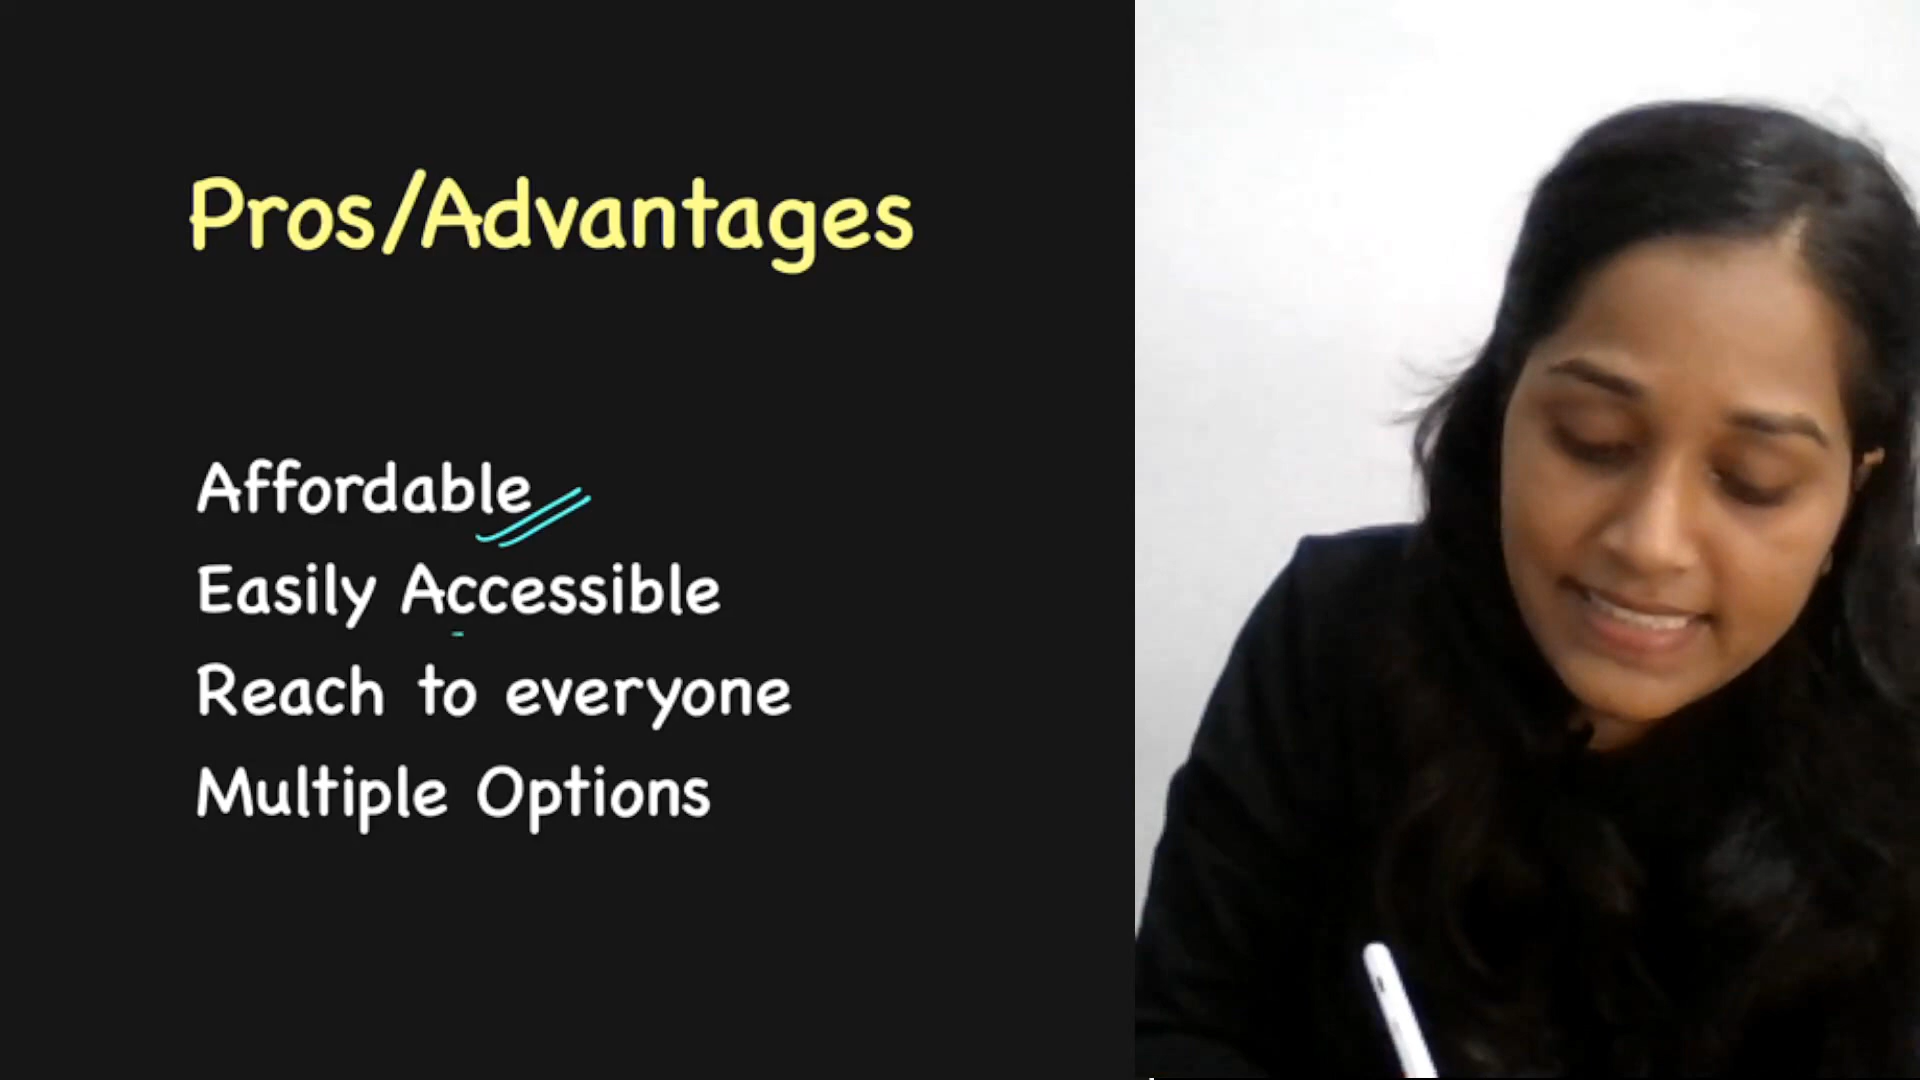 Pros/Advantages
Affordable
Easily Accessible
Reach to everyone
Multiple Options